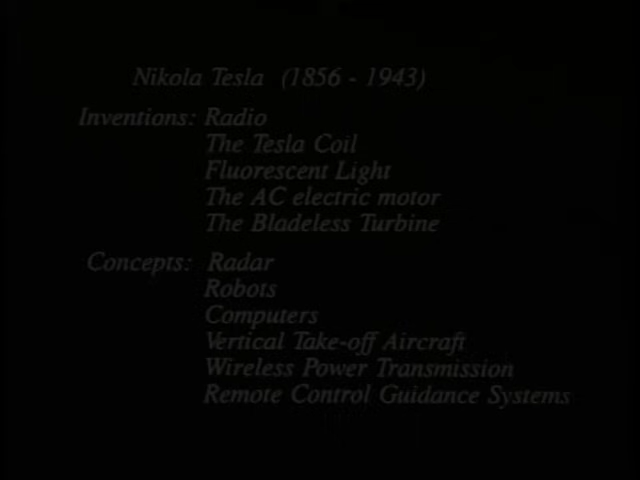 Nikola Tesla (1856 - 1943)
Inventions: Radio
The Tesla Coil
Fluorescent Light
The AC electric motor
The Bladeless Turbine
Concepts: Radar
Robots
Computers
Vertical Take-off Aircraft
Wireless Power Transmission
Remote Control Guidance Systems